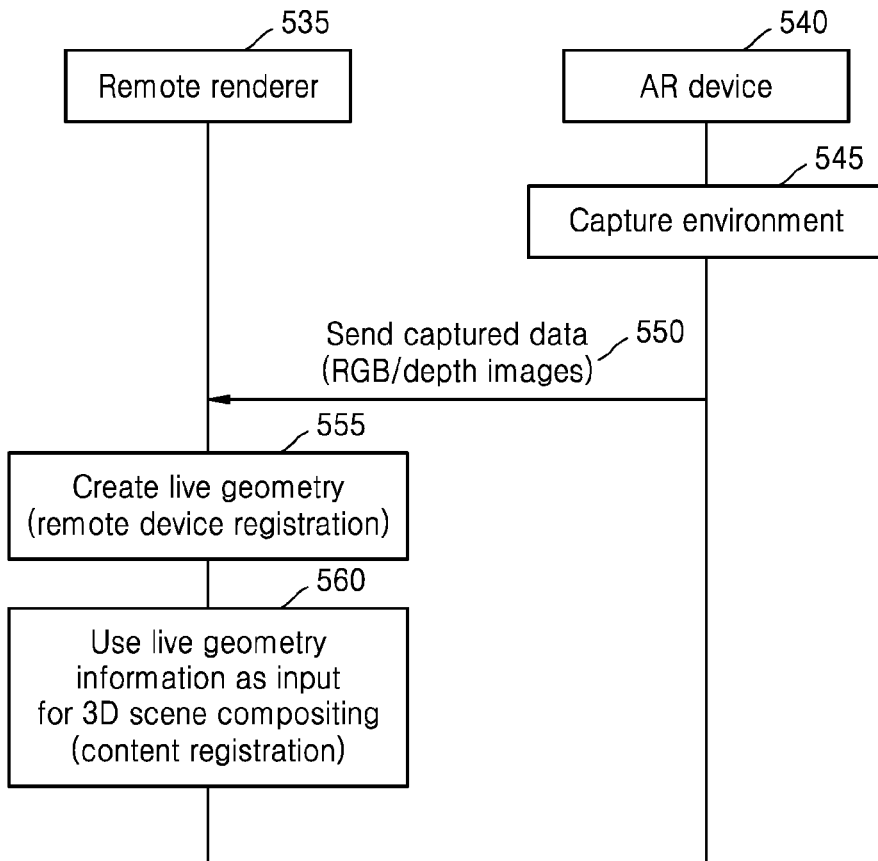 535
Remote renderer
540
AR device
545
Capture environment
Send captured data
(RGB/depth images)
550
555
Create live geometry
(remote device registration)
560
Use live geometry
information as input
for 3D scene compositing
(content registration)